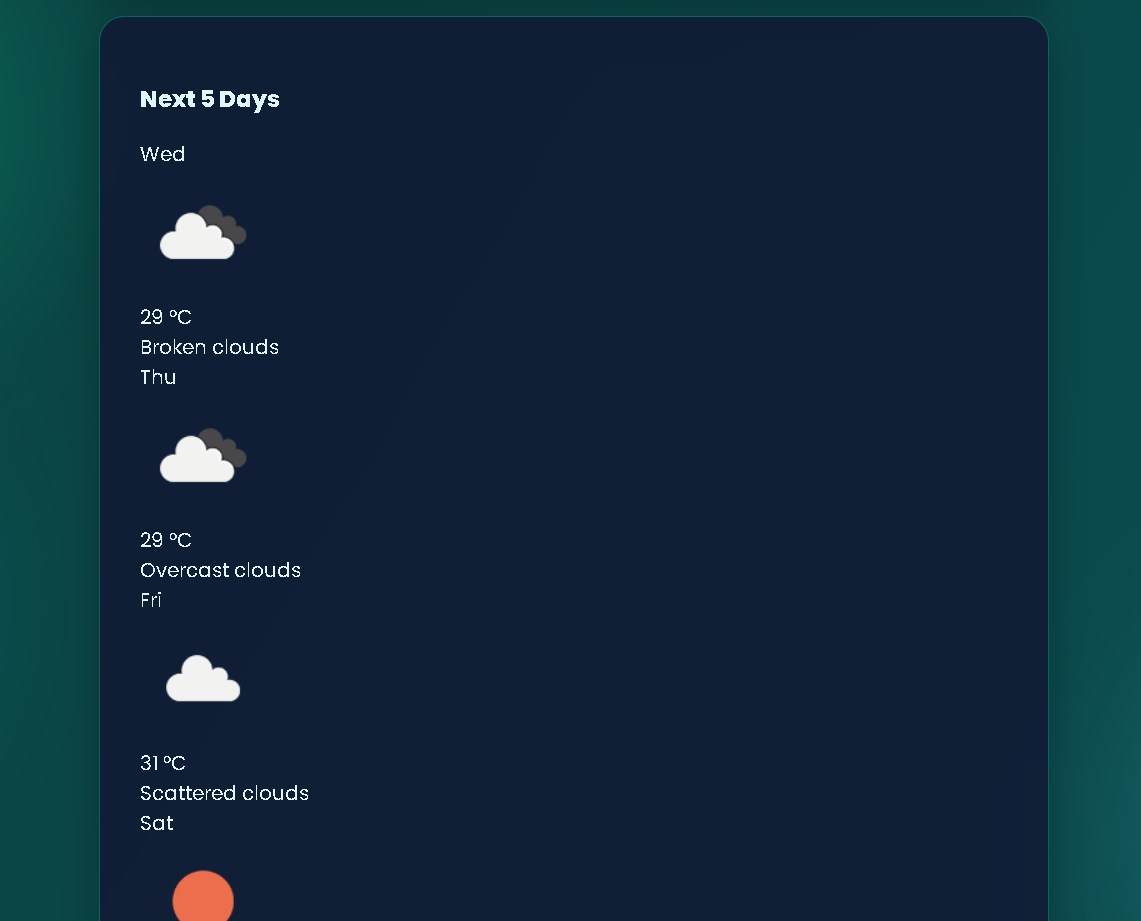 Next 5 Days
Wed
29 °C
Broken clouds
Thu
29 °C
Overcast clouds
Fri
31 °C
Scattered clouds
Sat